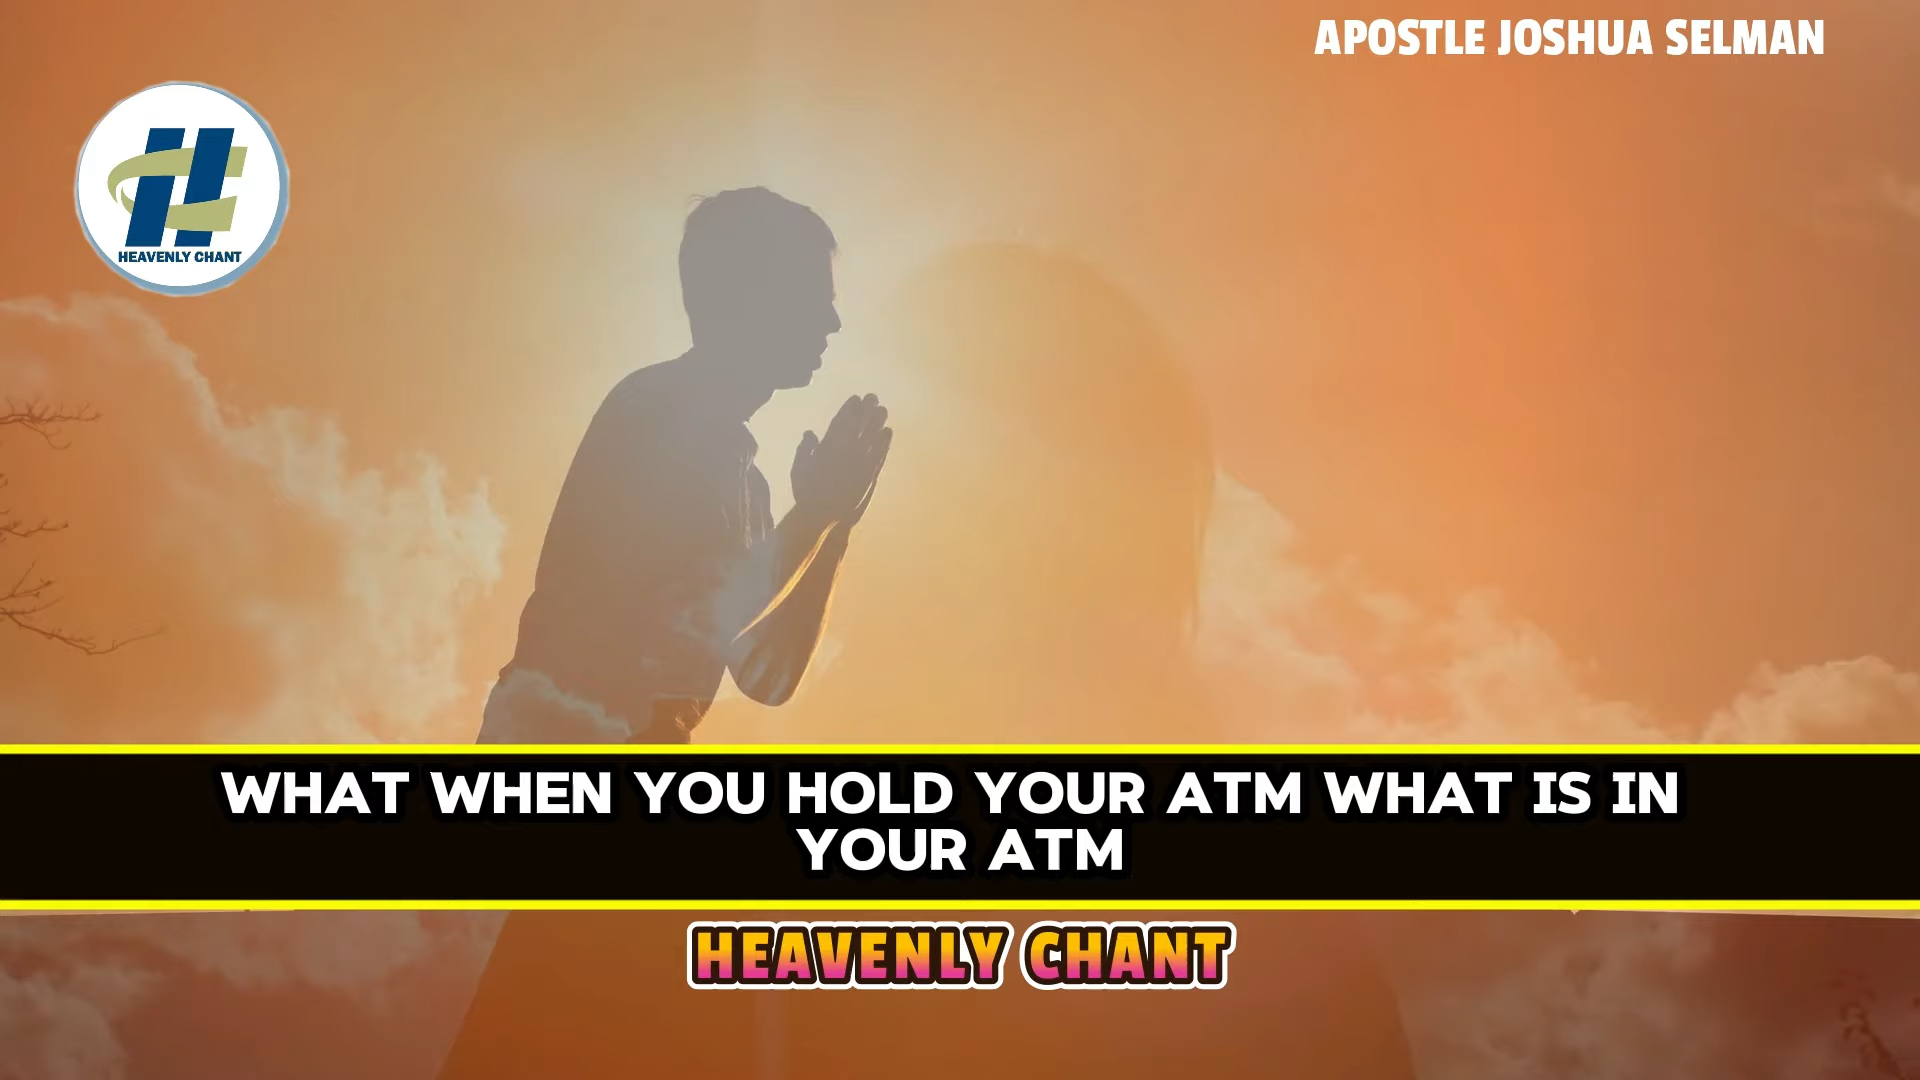 APOSTLE JOSHUA SELMAN
HEAVENLY CHANT
WHAT WHEN YOU HOLD YOUR ATM WHAT IS IN
YOUR ATM
HEAVENLY CHANT